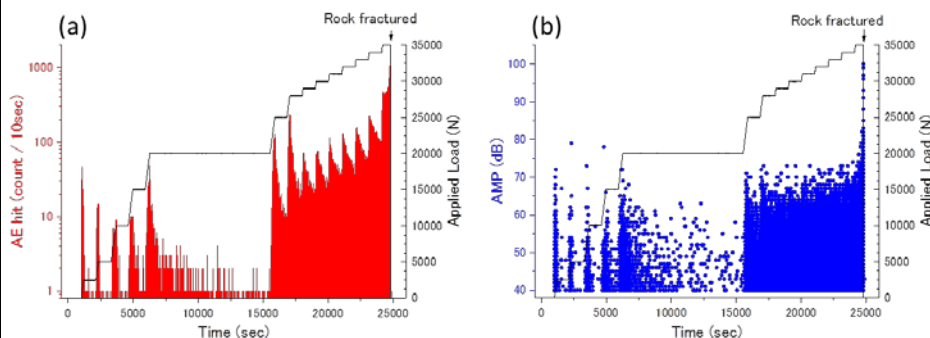 (a)
Rock fractured
AE hit (count / 10sec)
1000
100
10
1
35000
30000
25000
20000
15000
10000
5000
0
Applied Load (N)
0 5000 10000 15000 20000 25000
Time (sec)
(b)
Rock fractured
AMP (dB)
100
90
80
70
60
50
40
35000
30000
25000
20000
15000
10000
5000
0
Applied Load (N)
0 5000 10000 15000 20000 25000
Time (sec)